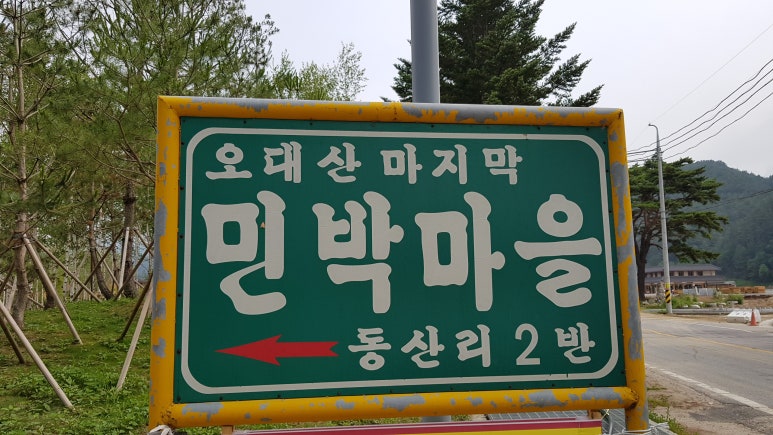 오대산 마지막
민박마을
동산리 2반